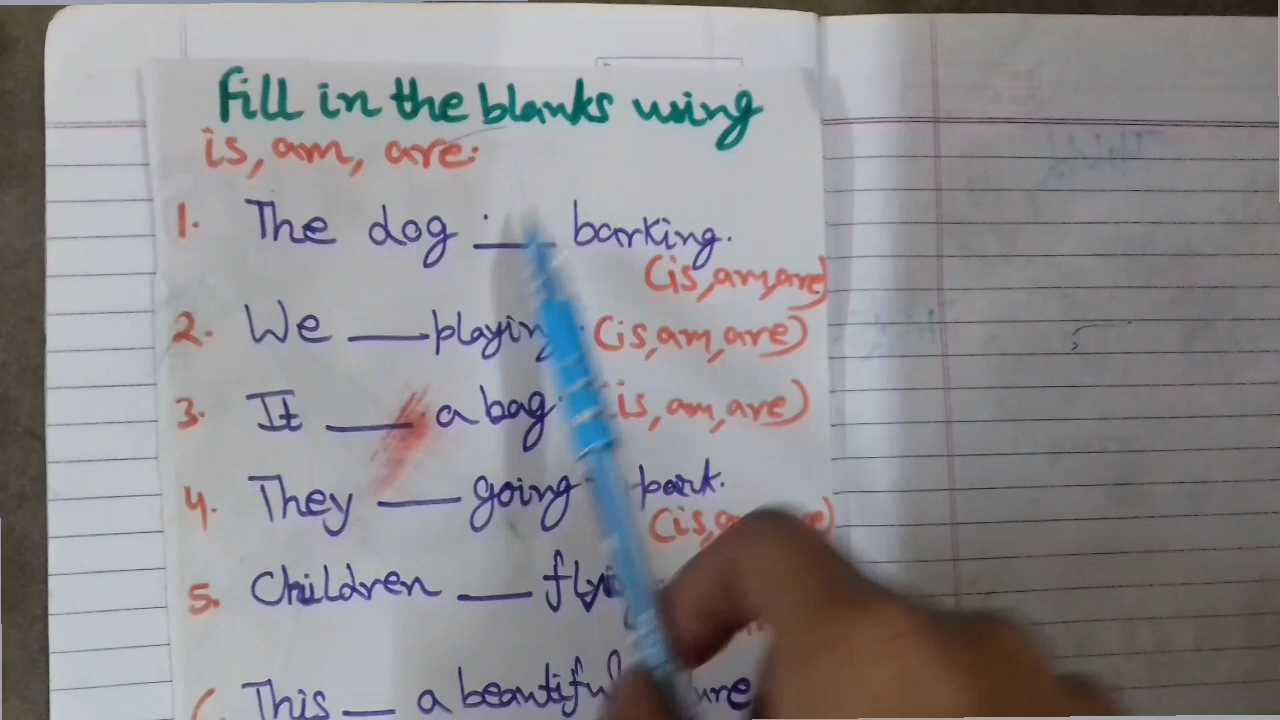 Fill in the blanks using
is, am, are.
1. The dog ___ barking.
(is, am, are)
2. We ___ playing. (is, am, are)
3. It ___ a bag. (is, am, are)
4. They ___ going park.
(is,
5. Children ___
This ___ a beautiful